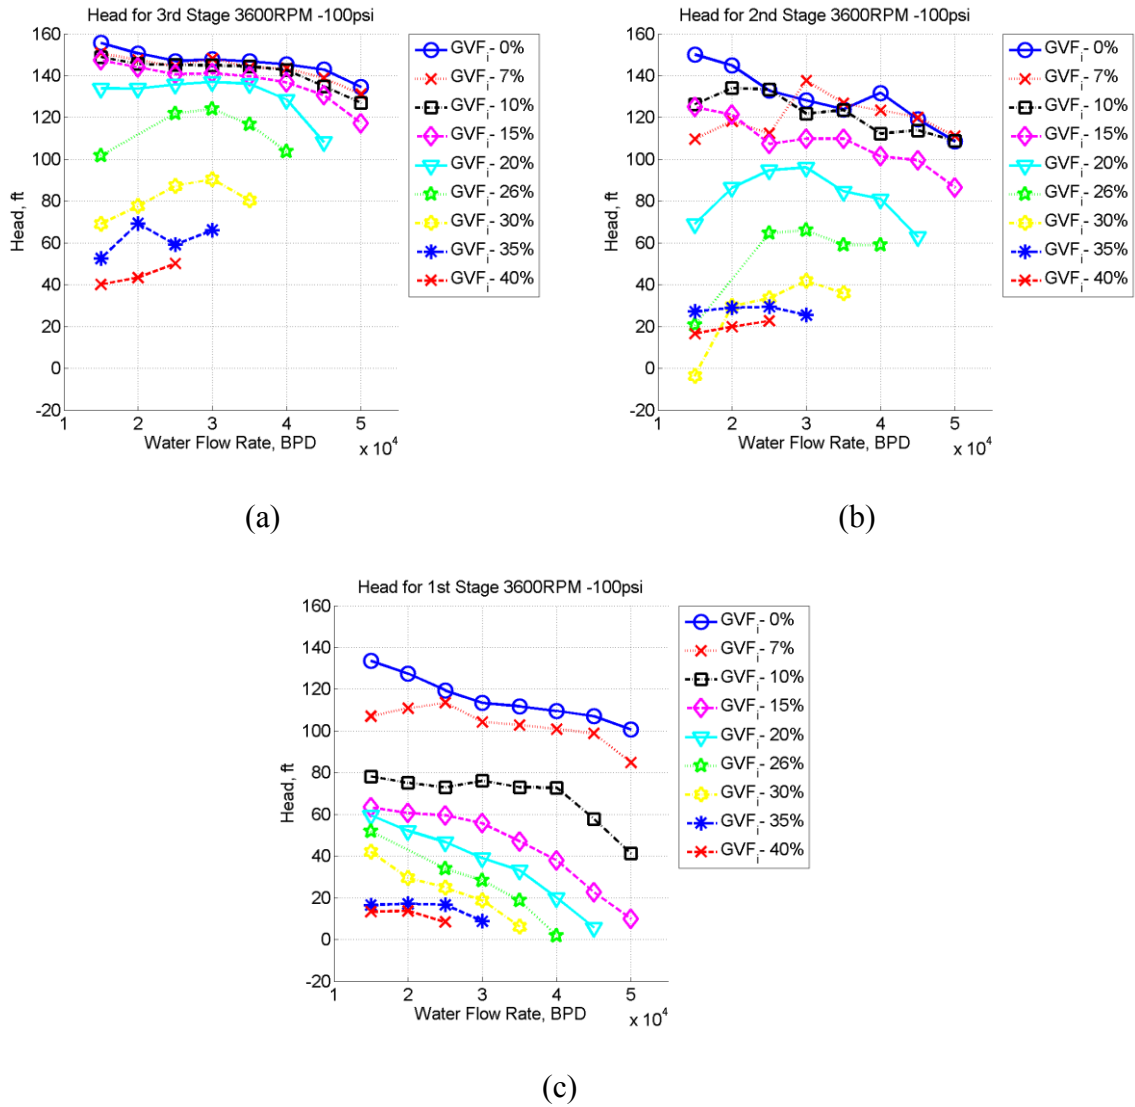 Head for 3rd Stage 3600RPM -100psi
160
140
120
100
80
60
40
20
0
-20
Head, ft
1
2
3
4
5
Water Flow Rate, BPD
x 10^4
GVF_i- 0%
GVF_i- 7%
GVF_i- 10%
GVF_i- 15%
GVF_i- 20%
GVF_i- 26%
GVF_i- 30%
GVF_i- 35%
GVF_i- 40%
(a)
Head for 2nd Stage 3600RPM -100psi
160
140
120
100
80
60
40
20
0
-20
Head, ft
1
2
3
4
5
Water Flow Rate, BPD
x 10^4
GVF_i- 0%
GVF_i- 7%
GVF_i- 10%
GVF_i- 15%
GVF_i- 20%
GVF_i- 26%
GVF_i- 30%
GVF_i- 35%
GVF_i- 40%
(b)
Head for 1st Stage 3600RPM -100psi
160
140
120
100
80
60
40
20
0
-20
Head, ft
1
2
3
4
5
Water Flow Rate, BPD
x 10^4
GVF_i- 0%
GVF_i- 7%
GVF_i- 10%
GVF_i- 15%
GVF_i- 20%
GVF_i- 26%
GVF_i- 30%
GVF_i- 35%
GVF_i- 40%
(c)